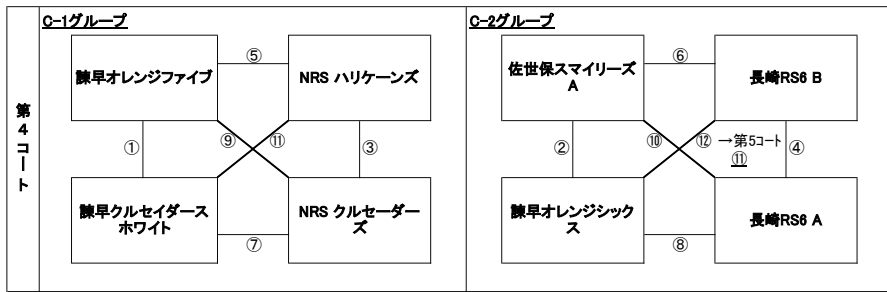 第4コート
C-1グループ
諫早オレンジファイブ
⑤
NRS ハリケーンズ
①
⑨
⑪
③
諫早クルセイダース
ホワイト
⑦
NRS クルセーダー
ズ
C-2グループ
佐世保スマイリーズ
A
⑥
長崎RS6 B
②
⑩
⑫
→第5コート
⑪
④
諫早オレンジシック
ス
⑧
長崎RS6 A